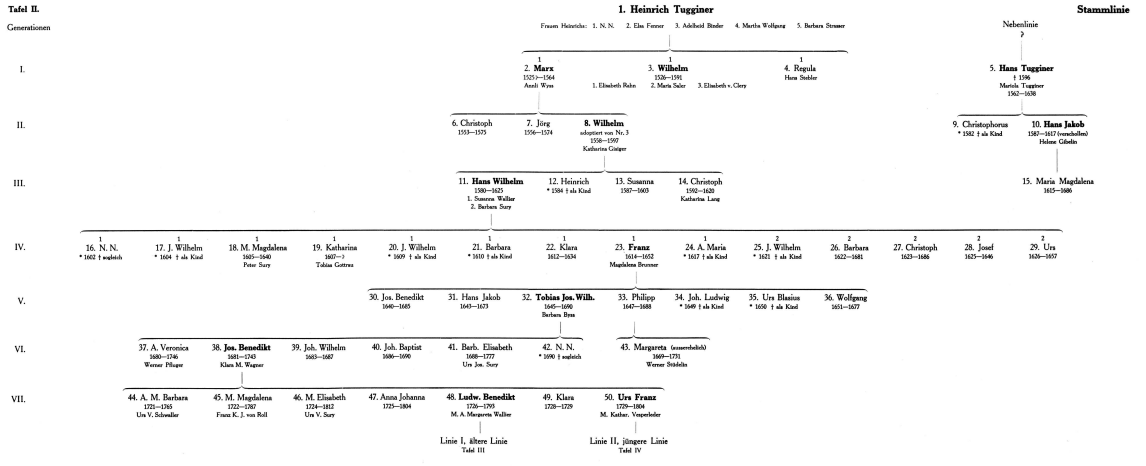 Tafel II.
1. Heinrich Tugginer
Stammlinie
Generationen
Frauen Heinrichs: 1. N. N. 2. Elsa Fenner 3. Adelheid Binder 4. Martha Wolfgang 5. Barbara Strasser
Nebenlinie
?
I.
1 1 1
2. Marx 3. Wilhelm 4. Regula 5. Hans Tugginer
1525?—1564 1526—1591 Hans Stebler † 1596
Annli Wyss 1. Elisabeth Rahn 2. Maria Saler 3. Elisabeth v. Clery Mariola Tugginer
1562—1638
II.
6. Christoph 7. Jörg 8. Wilhelm 9. Christophorus 10. Hans Jakob
1553—1575 1556—1574 adoptiert von Nr. 3 * 1582 † als Kind 1587—1617 (verschollen)
1558—1597 Helene Gibelin
Katharina Gisiger
III.
11. Hans Wilhelm 12. Heinrich 13. Susanna 14. Christoph 15. Maria Magdalena
1580—1625 * 1584 † als Kind 1587—1603 1592—1620 1615—1686
1. Susanna Wallier Katharina Lang
2. Barbara Sury
IV.
1 1 1 1 1 1 1 1 1 2 2 2 2 2
16. N. N. 17. J. Wilhelm 18. M. Magdalena 19. Katharina 20. J. Wilhelm 21. Barbara 22. Klara 23. Franz 24. A. Maria 25. J. Wilhelm 26. Barbara 27. Christoph 28. Josef 29. Urs
* 1602 † sogleich * 1604 † als Kind 1605—1640 1607—? * 1609 † als Kind * 1610 † als Kind 1612—1634 1614—1652 * 1617 † als Kind * 1621 † als Kind 1622—1681 1623—1686 1625—1646 1626—1657
Peter Sury Tobias Gottrau Magdalena Brunner
V.
30. Jos. Benedikt 31. Hans Jakob 32. Tobias Jos. Wilh. 33. Philipp 34. Joh. Ludwig 35. Urs Blasius 36. Wolfgang
1640—1685 1643—1673 1645—1690 1647—1688 * 1649 † als Kind * 1650 † als Kind 1651—1677
Barbara Byss
VI.
37. A. Veronica 38. Jos. Benedikt 39. Joh. Wilhelm 40. Joh. Baptist 41. Barb. Elisabeth 42. N. N. 43. Margareta (ausserehelich)
1680—1746 1681—1743 1683—1687 1686—1690 1688—1777 * 1690 † sogleich 1669—1731
Werner Pfluger Klara M. Wagner Urs Jos. Sury Werner Stüdelin
VII.
44. A. M. Barbara 45. M. Magdalena 46. M. Elisabeth 47. Anna Johanna 48. Ludw. Benedikt 49. Klara 50. Urs Franz
1721—1765 1722—1787 1724—1812 1725—1804 1726—1793 1728—1729 1729—1804
Urs V. Schwaller Franz K. J. von Roll Urs V. Sury M. A. Margareta Wallier M. Kathar. Vesperleder
Linie I, ältere Linie Linie II, jüngere Linie
Tafel III Tafel IV